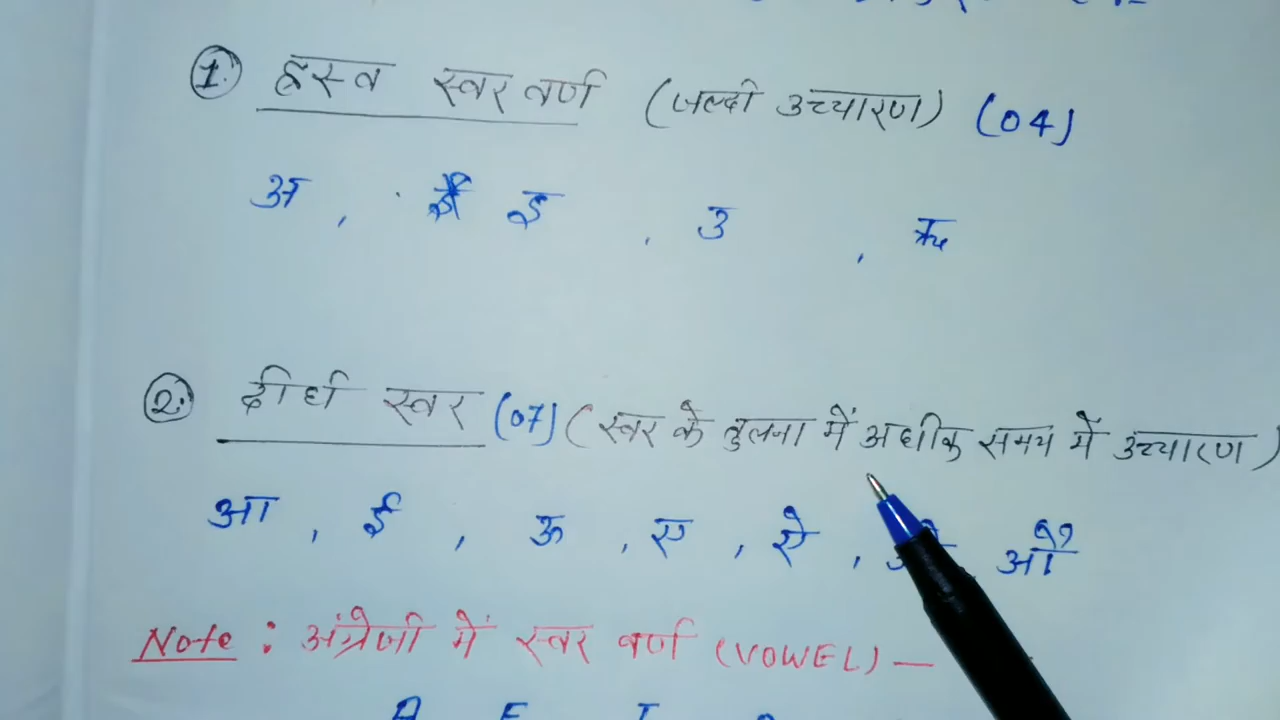 1. ह्रस्व स्वर वर्ण (जल्दी उच्चारण) (04)
अ , इ , उ , ऋ
2. दीर्घ स्वर (07) (स्वर के तुलना में अधीक समय में उच्चारण)
आ , ई , ऊ , ए , ऐ , औ
Note : अंग्रेजी में स्वर वर्ण (VOWEL) —
A E I